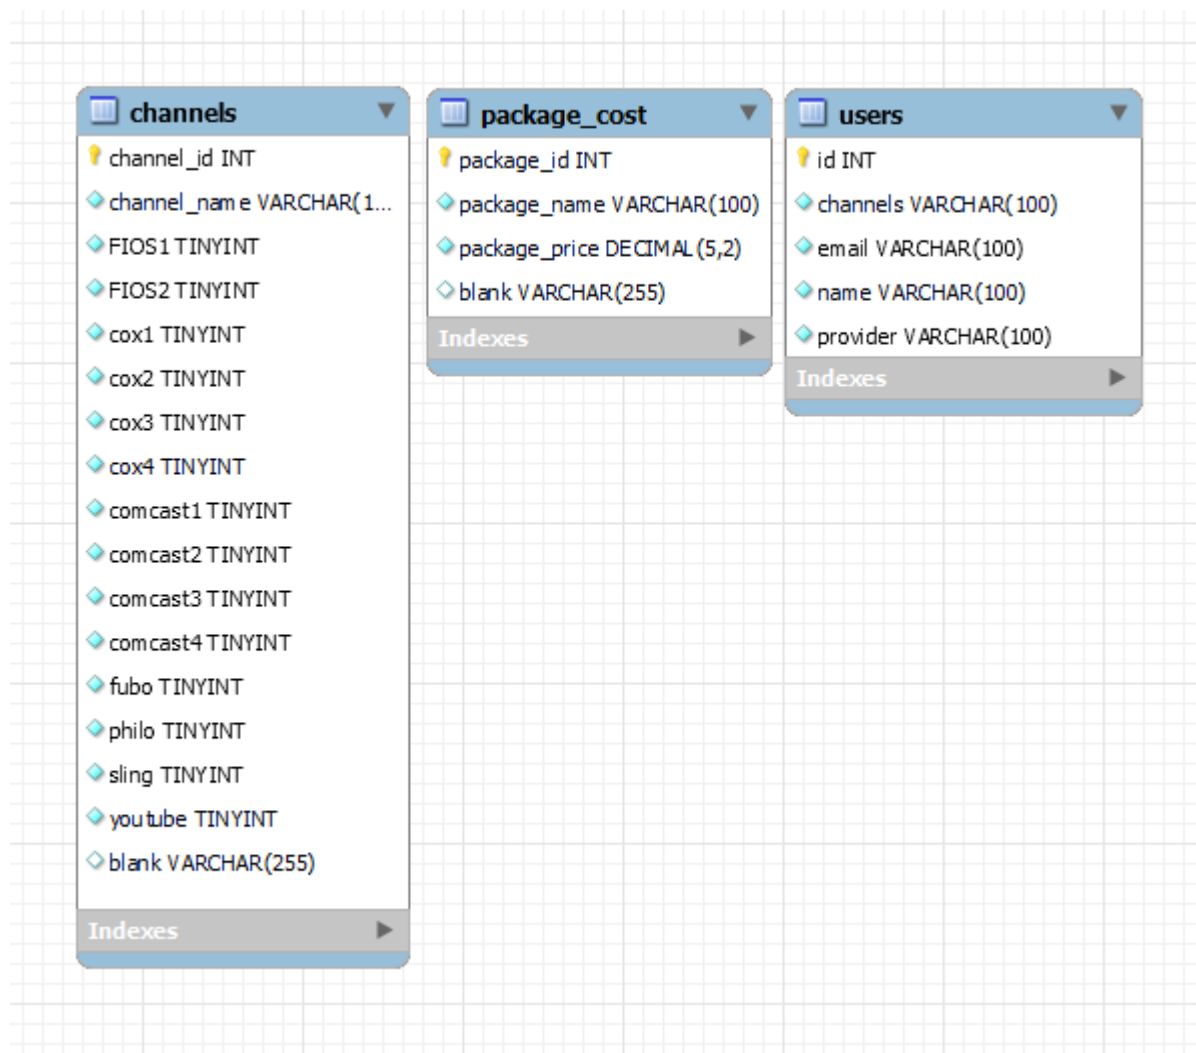 channels
channel_id INT
channel_name VARCHAR(1...
FIOS1 TINYINT
FIOS2 TINYINT
cox1 TINYINT
cox2 TINYINT
cox3 TINYINT
cox4 TINYINT
comcast1 TINYINT
comcast2 TINYINT
comcast3 TINYINT
comcast4 TINYINT
fubo TINYINT
philo TINYINT
sling TINYINT
youtube TINYINT
blank VARCHAR(255)
Indexes
package_cost
package_id INT
package_name VARCHAR(100)
package_price DECIMAL(5,2)
blank VARCHAR(255)
Indexes
users
id INT
channels VARCHAR(100)
email VARCHAR(100)
name VARCHAR(100)
provider VARCHAR(100)
Indexes